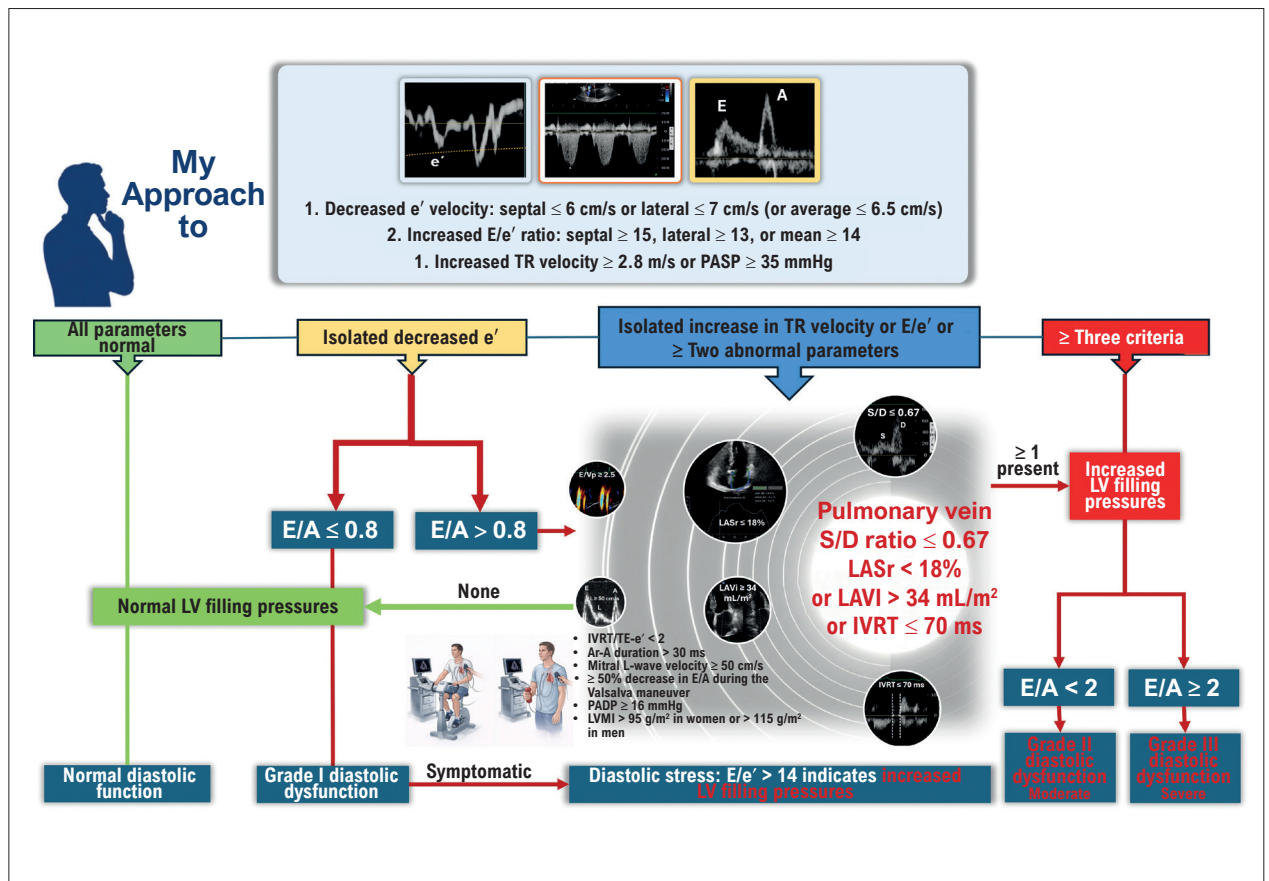 My
Approach
to
e′
E
A
1. Decreased e′ velocity: septal ≤ 6 cm/s or lateral ≤ 7 cm/s (or average ≤ 6.5 cm/s)
2. Increased E/e′ ratio: septal ≥ 15, lateral ≥ 13, or mean ≥ 14
1. Increased TR velocity ≥ 2.8 m/s or PASP ≥ 35 mmHg
All parameters
normal
Isolated decreased e′
Isolated increase in TR velocity or E/e′ or
≥ Two abnormal parameters
≥ Three criteria
E/A ≤ 0.8
E/A > 0.8
E/Vp ≥ 2.5
LASr ≤ 18%
S/D ≤ 0.67
S
D
Pulmonary vein
S/D ratio ≤ 0.67
LASr < 18%
or LAVI > 34 mL/m²
or IVRT ≤ 70 ms
≥ 1
present
Increased
LV filling
pressures
Normal LV filling pressures
None
E
A
L ≥ 50 cm/s
L
LAVi ≥ 34
mL/m²
IVRT ≤ 70 ms
• IVRT/TE-e′ < 2
• Ar-A duration > 30 ms
• Mitral L-wave velocity ≥ 50 cm/s
• ≥ 50% decrease in E/A during the
Valsalva maneuver
• PADP ≥ 16 mmHg
• LVMI > 95 g/m² in women or > 115 g/m²
in men
E/A < 2
E/A ≥ 2
Normal diastolic
function
Grade I diastolic
dysfunction
Symptomatic
Diastolic stress: E/e′ > 14 indicates increased
LV filling pressures
Grade II
diastolic
dysfunction
Moderate
Grade III
diastolic
dysfunction
Severe